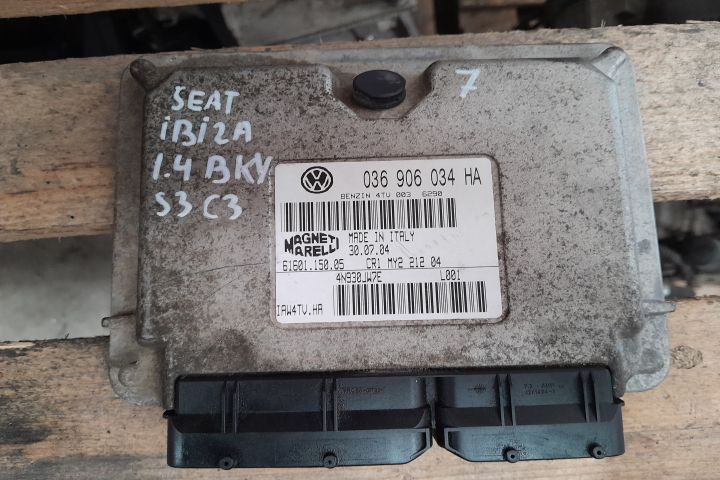 SEAT
iBizA
1.4 BKY
S3 C3
7
036 906 034 HA
BENZIN 4TV 003 6290
MAGNETI
MARELLI
MADE IN ITALY
30.07.04
61601.150.05 CR1 MY2 212 04
4N930JW7E L001
IAW4TV.HA